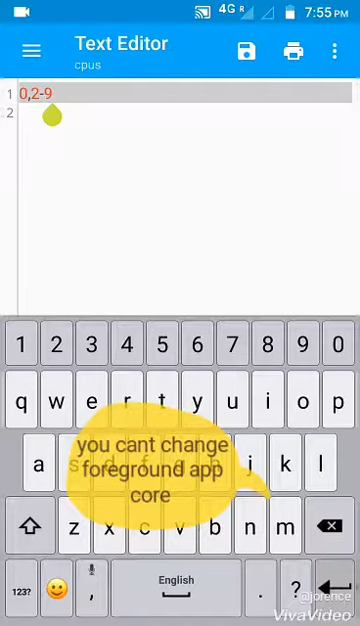 4G R 7:55 PM
Text Editor
cpus
1 0,2-9
2
1 2 3 4 5 6 7 8 9 0
q w e r t y u i o p
a s d f g h j k l
you cant change
foreground app
core
z x c v b n m
123? , English . ?
@jorence
VivaVideo